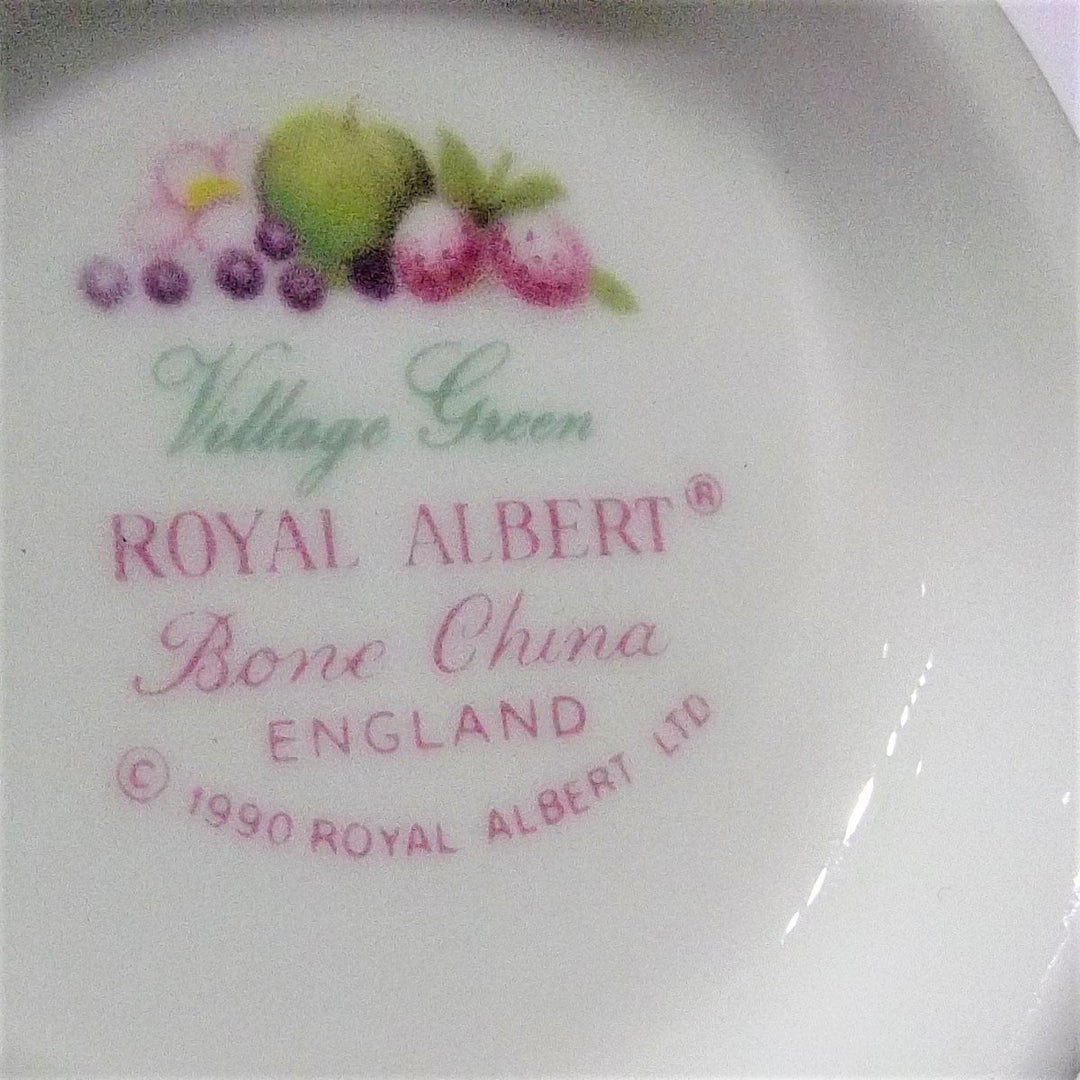 Village Green
ROYAL ALBERT®
Bone China
ENGLAND
© 1990 ROYAL ALBERT LTD